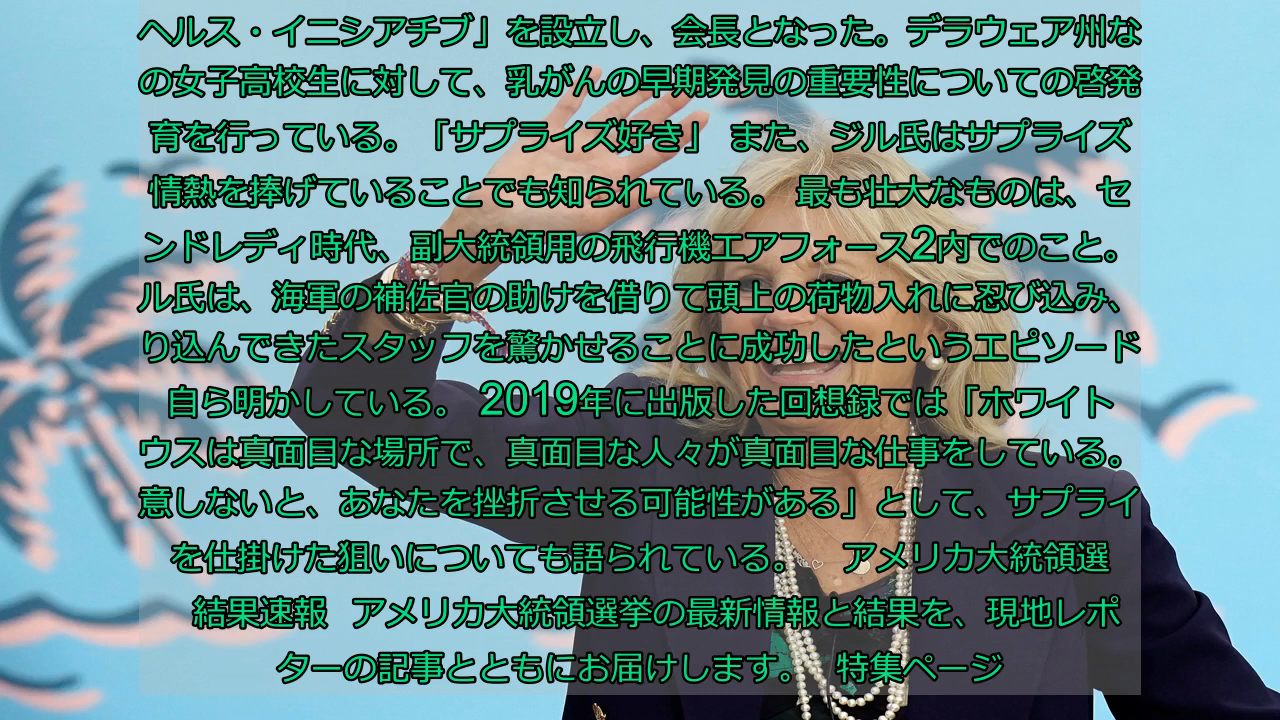 ヘルス・イニシアチブ」を設立し、会長となった。デラウェア州な
の女子高校生に対して、乳がんの早期発見の重要性についての啓発
育を行っている。「サプライズ好き」 また、ジル氏はサプライズ
情熱を捧げていることでも知られている。 最も壮大なものは、セ
ンドレディ時代、副大統領用の飛行機エアフォース2内でのこと。
ル氏は、海軍の補佐官の助けを借りて頭上の荷物入れに忍び込み、
り込んできたスタッフを驚かせることに成功したというエピソード
自ら明かしている。 2019年に出版した回想録では「ホワイト
ウスは真面目な場所で、真面目な人々が真面目な仕事をしている。
意しないと、あなたを挫折させる可能性がある」として、サプライ
を仕掛けた狙いについても語られている。 アメリカ大統領選
結果速報 アメリカ大統領選挙の最新情報と結果を、現地レポ
ターの記事とともにお届けします。 特集ページ